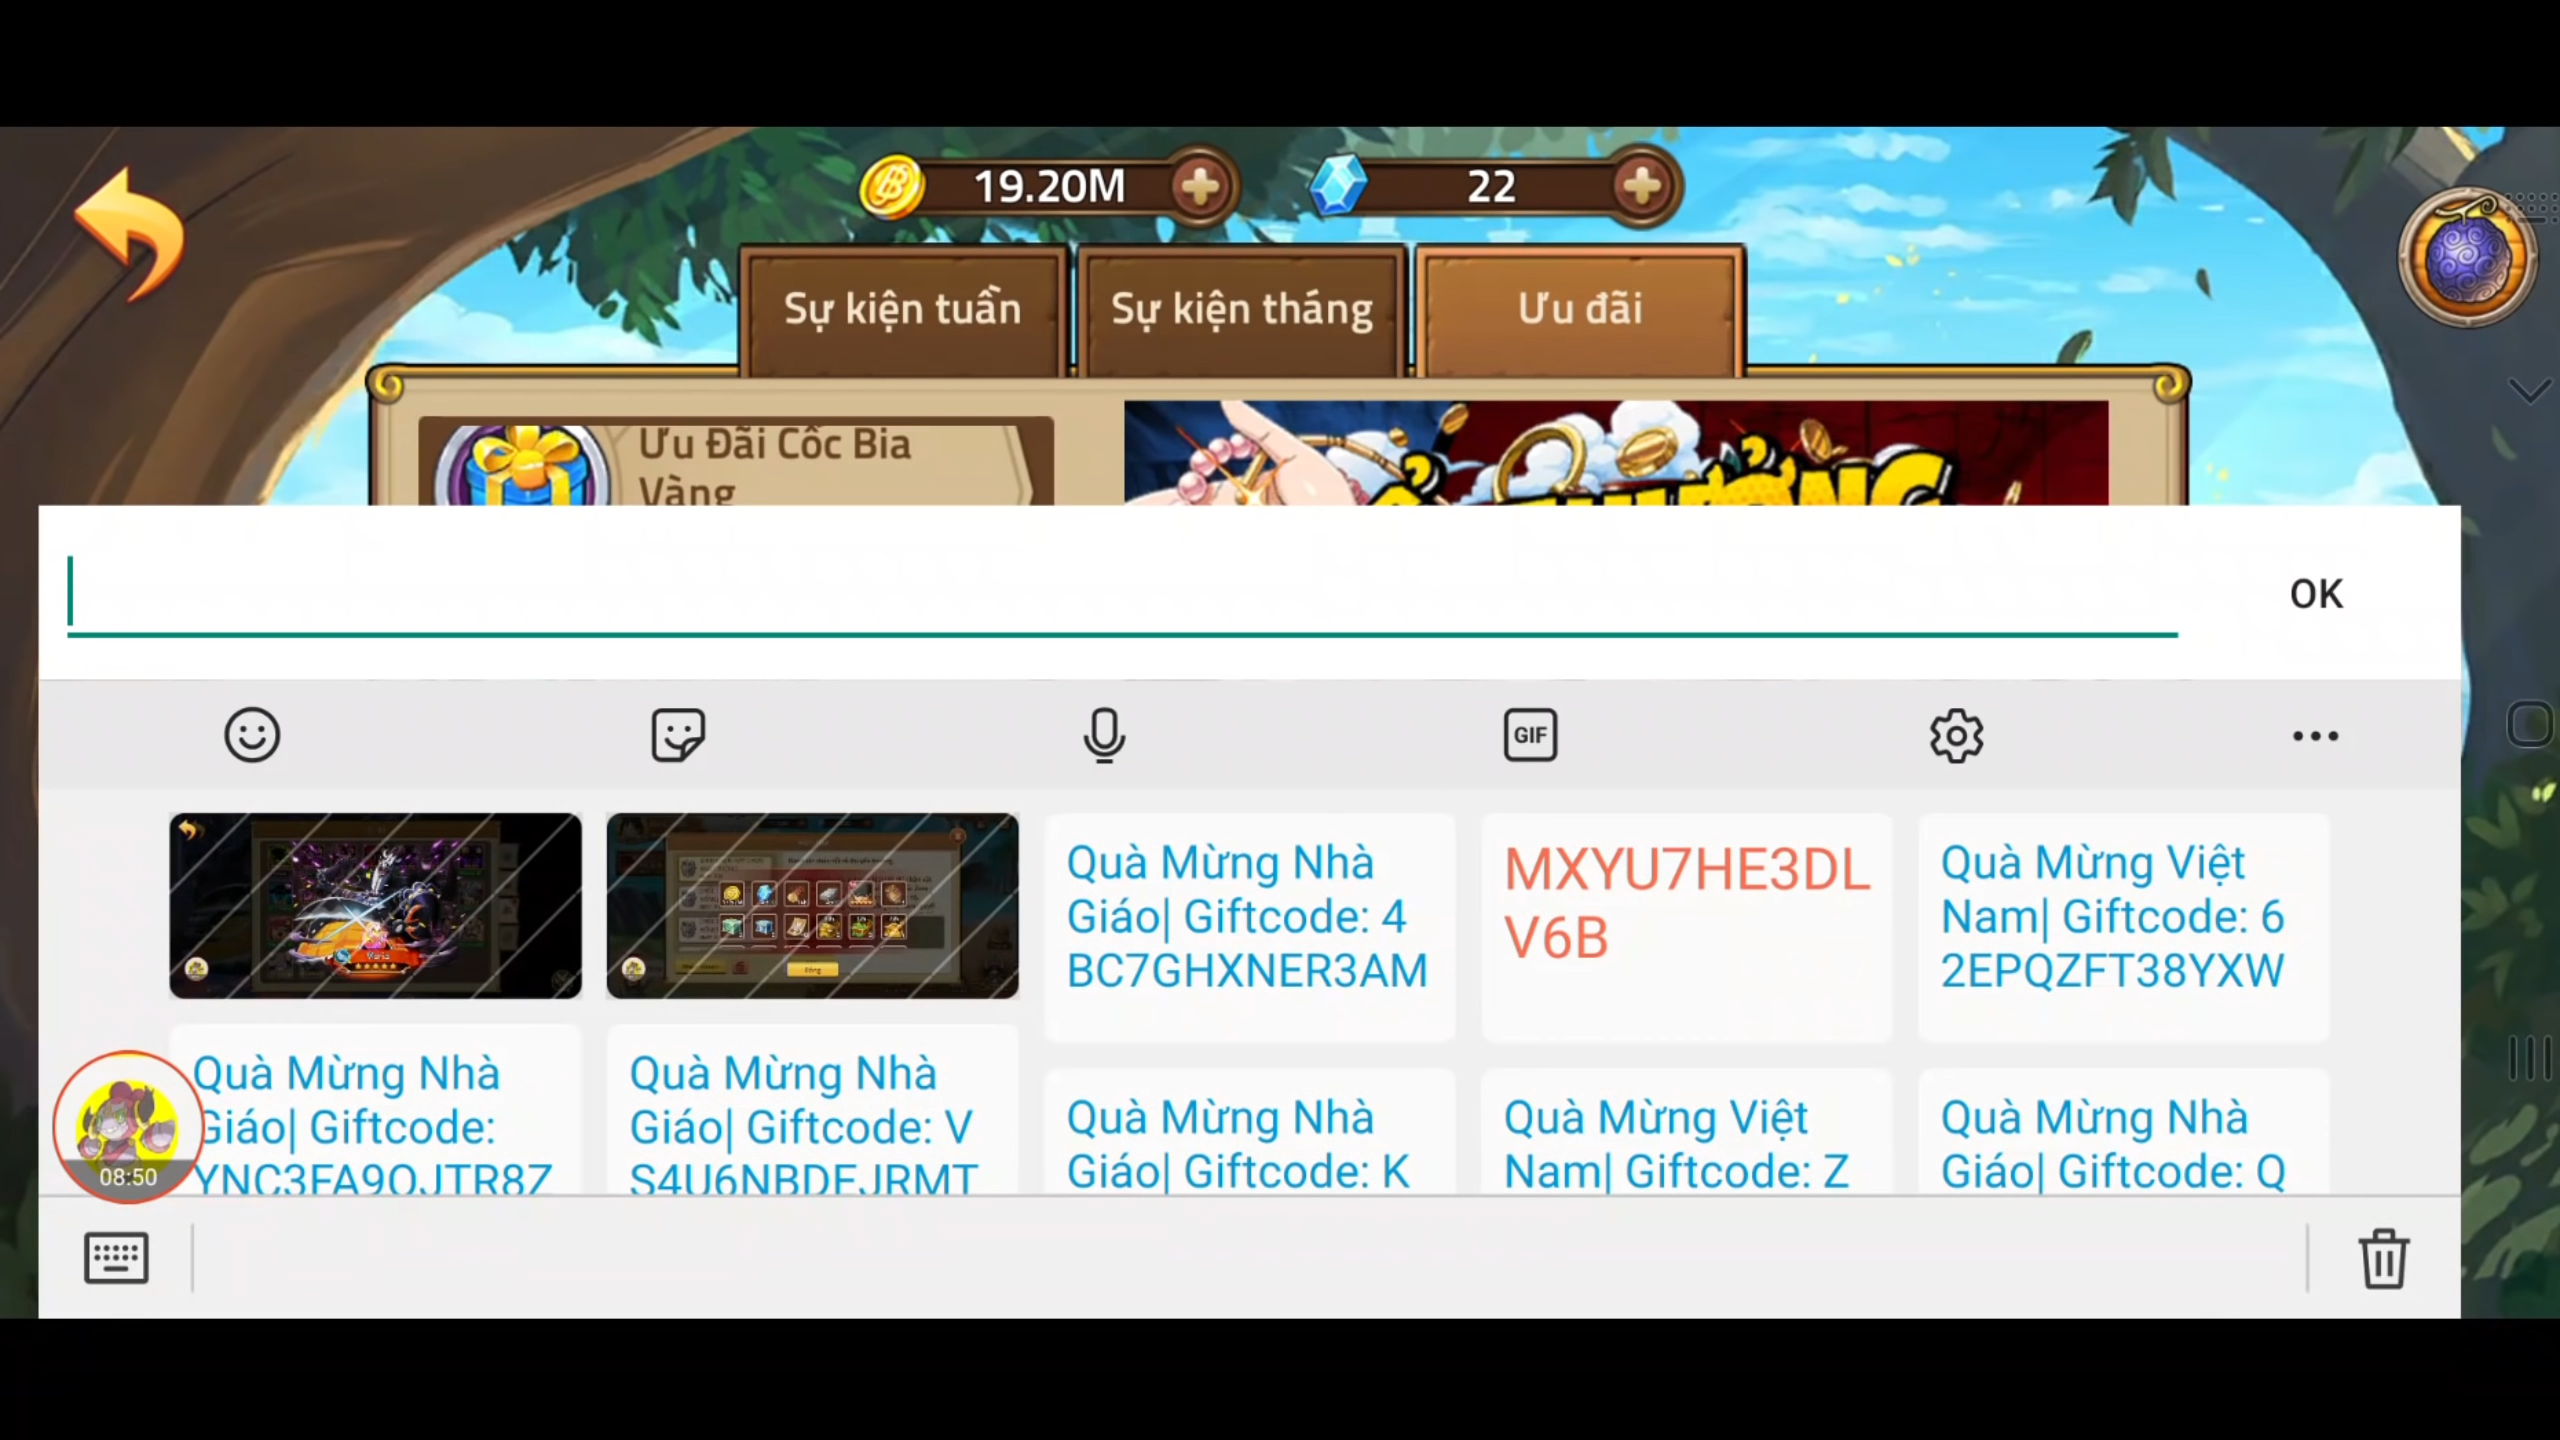 19.20M
22
Sự kiện tuần
Sự kiện tháng
Ưu đãi
Ưu Đãi Cốc Bia
Vàng
OK
GIF
Quà Mừng Nhà
Giáo| Giftcode: 4
BC7GHXNER3AM
MXYU7HE3DL
V6B
Quà Mừng Việt
Nam| Giftcode: 6
2EPQZFT38YXW
Quà Mừng Nhà
Giáo| Giftcode:
Quà Mừng Nhà
Giáo| Giftcode: V
Quà Mừng Nhà
Giáo| Giftcode: K
Quà Mừng Việt
Nam| Giftcode: Z
Quà Mừng Nhà
Giáo| Giftcode: Q
08:50